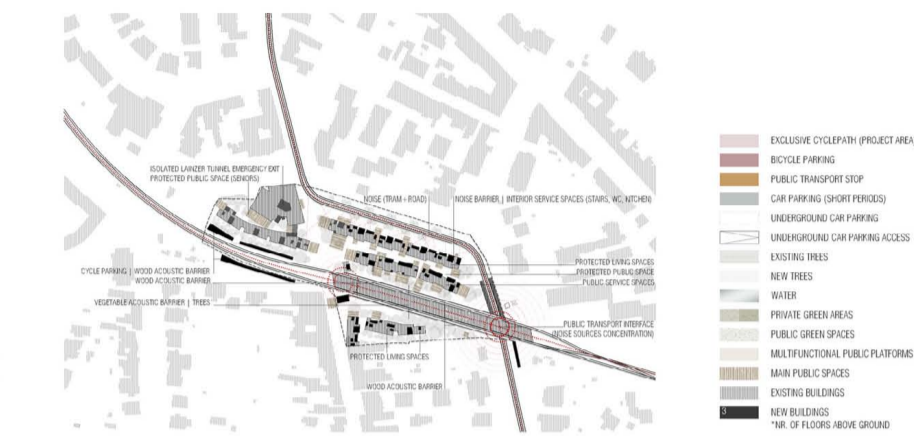 ISOLATED LAINZER TUNNEL EMERGENCY EXIT
PROTECTED PUBLIC SPACE (SENIORS)
NOISE (TRAM + ROAD)
NOISE BARRIER | INTERIOR SERVICE SPACES (STAIRS, WC, KITCHEN)
PROTECTED LIVING SPACES
PROTECTED PUBLIC SPACE
PUBLIC SERVICE SPACES
CYCLE PARKING | WOOD ACOUSTIC BARRIER
WOOD ACOUSTIC BARRIER
VEGETABLE ACOUSTIC BARRIER | TREES
PUBLIC TRANSPORT INTERFACE
(NOISE SOURCES CONCENTRATION)
PROTECTED LIVING SPACES
WOOD ACOUSTIC BARRIER
EXCLUSIVE CYCLEPATH (PROJECT AREA
BICYCLE PARKING
PUBLIC TRANSPORT STOP
CAR PARKING (SHORT PERIODS)
UNDERGROUND CAR PARKING
UNDERGROUND CAR PARKING ACCESS
EXISTING TREES
NEW TREES
WATER
PRIVATE GREEN AREAS
PUBLIC GREEN SPACES
MULTIFUNCTIONAL PUBLIC PLATFORMS
MAIN PUBLIC SPACES
EXISTING BUILDINGS
3 NEW BUILDINGS
*NR. OF FLOORS ABOVE GROUND